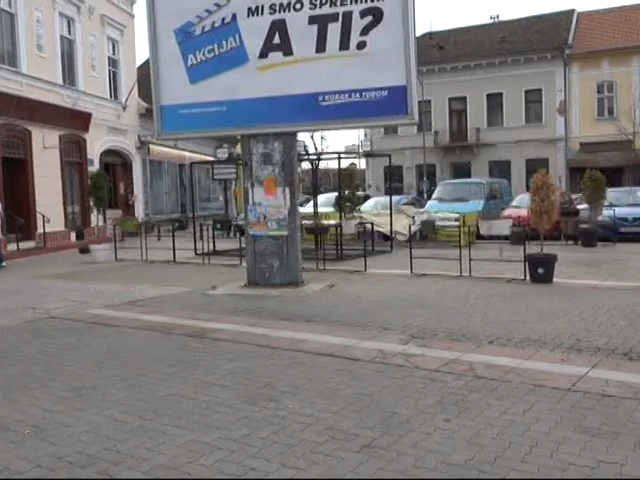 MI SMO SPREMNI.
AKCIJA!
A TI?
U KORAK SA TOBOM